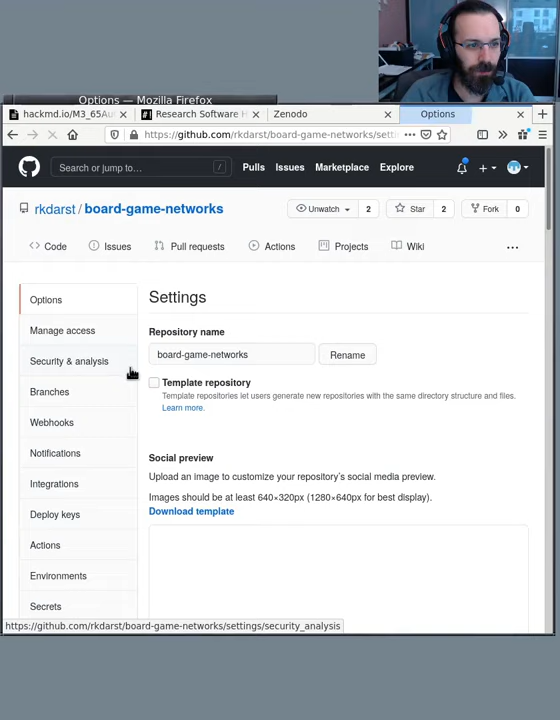 Options — Mozilla Firefox
hackmd.io/M3_65Au
Research Software H
Zenodo
Options
https://github.com/rkdarst/board-game-networks/sett
Search or jump to…
/
Pulls
Issues
Marketplace
Explore
rkdarst / board-game-networks
Unwatch
2
Star
2
Fork
0
Code
Issues
Pull requests
Actions
Projects
Wiki
Options
Manage access
Security & analysis
Branches
Webhooks
Notifications
Integrations
Deploy keys
Actions
Environments
Secrets
Settings
Repository name
board-game-networks
Rename
Template repository
Template repositories let users generate new repositories with the same directory structure and files.
Learn more.
Social preview
Upload an image to customize your repository's social media preview.
Images should be at least 640×320px (1280×640px for best display).
Download template
https://github.com/rkdarst/board-game-networks/settings/security_analysis